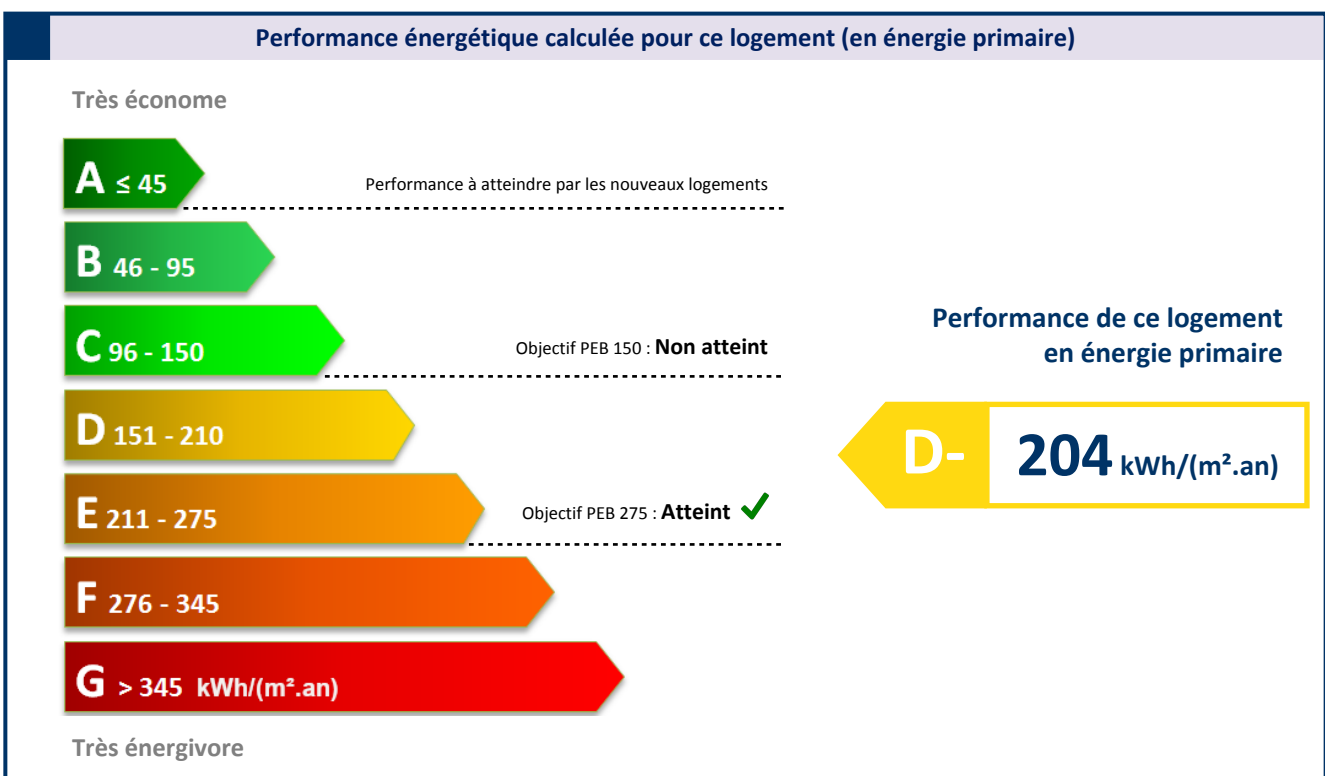 Performance énergétique calculée pour ce logement (en énergie primaire)
Très économe
A ≤ 45
Performance à atteindre par les nouveaux logements
B 46 - 95
C 96 - 150
Objectif PEB 150 : Non atteint
Performance de ce logement
en énergie primaire
D 151 - 210
D- 204 kWh/(m².an)
E 211 - 275
Objectif PEB 275 : Atteint ✓
F 276 - 345
G > 345 kWh/(m².an)
Très énergivore